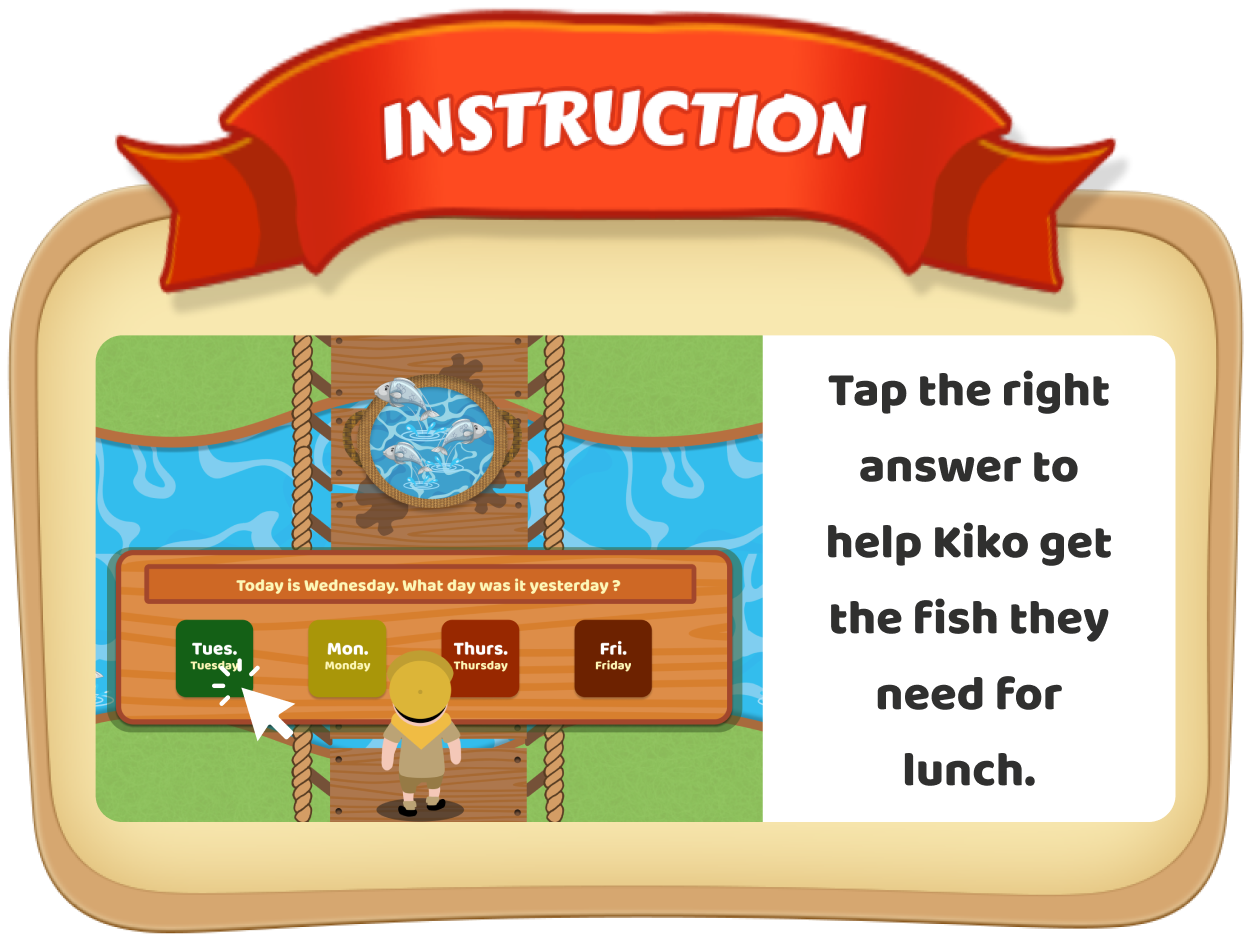 INSTRUCTION
Today is Wednesday. What day was it yesterday ?
Tues.
Tuesday
Mon.
Monday
Thurs.
Thursday
Fri.
Friday
Tap the right
answer to
help Kiko get
the fish they
need for
lunch.